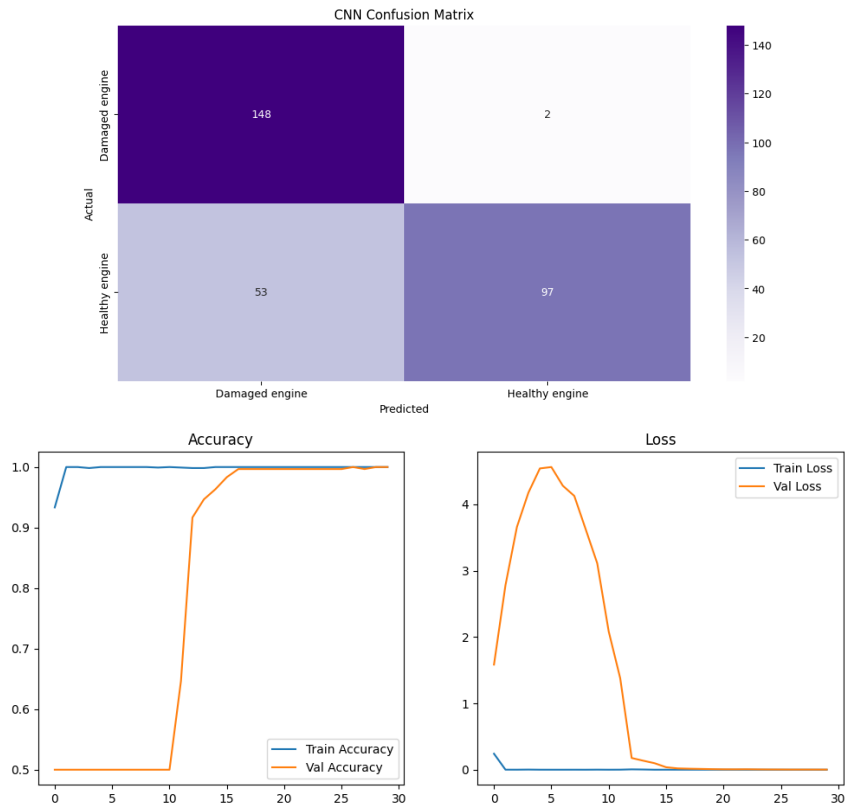 CNN Confusion Matrix
Damaged engine
Healthy engine
Actual
148
2
53
97
Damaged engine
Healthy engine
Predicted
140
120
100
80
60
40
20
Accuracy
1.0
0.9
0.8
0.7
0.6
0.5
0 5 10 15 20 25 30
Train Accuracy
Val Accuracy
Loss
4
3
2
1
0
0 5 10 15 20 25 30
Train Loss
Val Loss